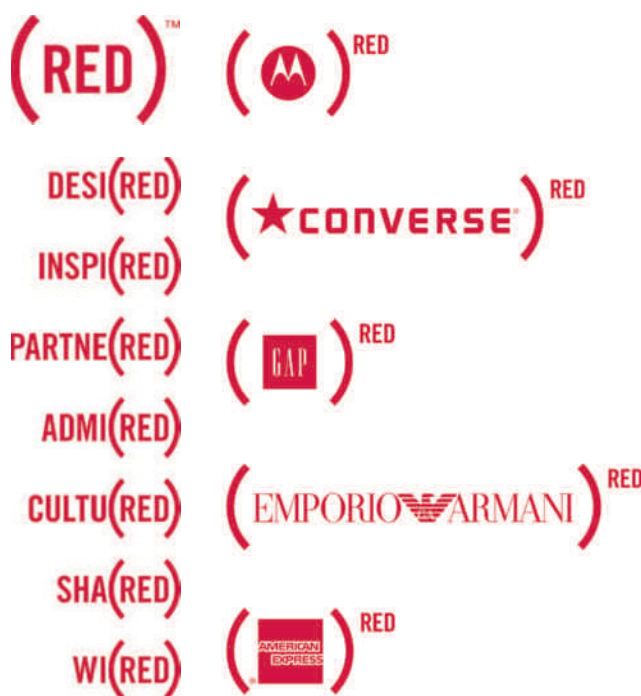 (RED)™
DESI(RED)
INSPI(RED)
PARTNE(RED)
ADMI(RED)
CULTU(RED)
SHA(RED)
WI(RED)
( )RED
(★CONVERSE®)RED
(GAP)RED
(EMPORIO ARMANI)RED
(AMERICAN
EXPRESS®)RED